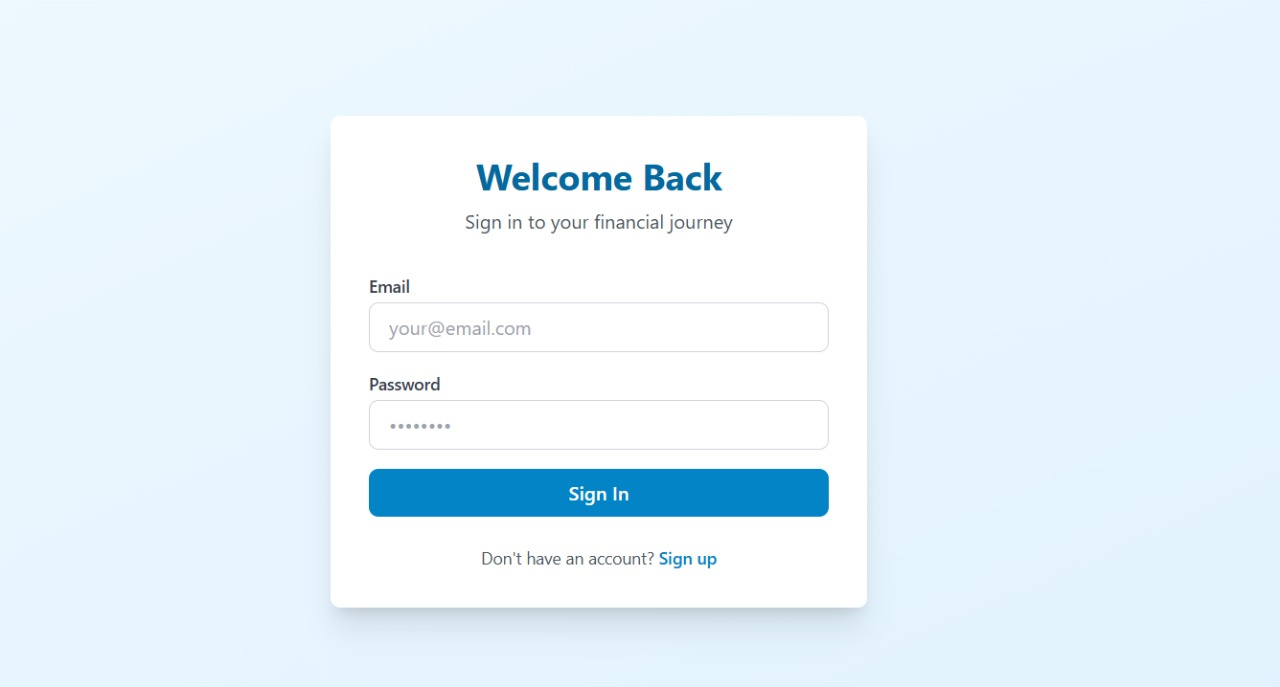 Welcome Back
Sign in to your financial journey
Email
your@email.com
Password
••••••••
Sign In
Don't have an account? Sign up